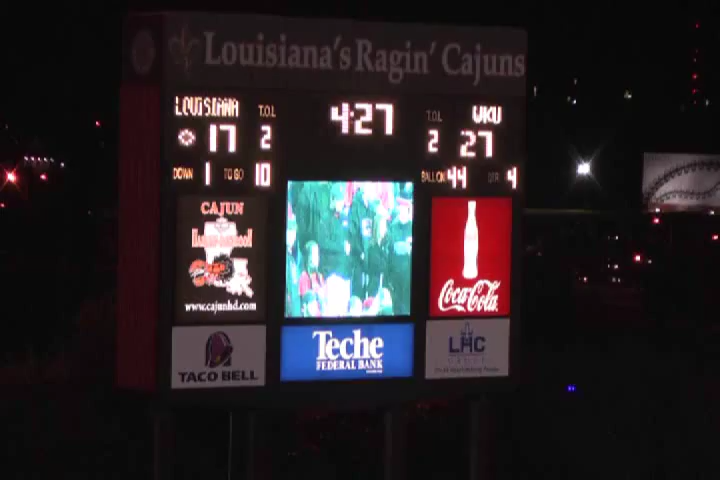 Louisiana's Ragin' Cajuns
LOUISIANA T.O.L 4:27 T.O.L WKU
17 2 2 27
DOWN 1 TO GO 10 BALL ON 44 QTR 4
CAJUN
www.cajunhd.com
Coca-Cola
TACO BELL
Teche
FEDERAL BANK
LHC
GROUP